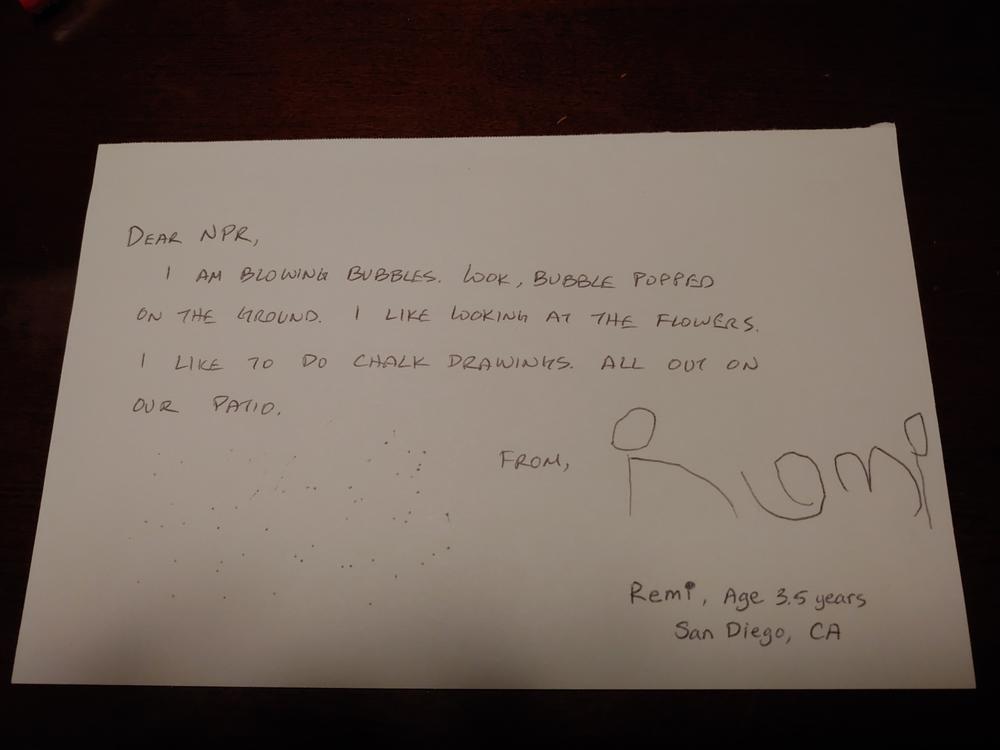 DEAR NPR,
I AM BLOWING BUBBLES. LOOK, BUBBLE POPPED
ON THE GROUND. I LIKE LOOKING AT THE FLOWERS.
I LIKE TO DO CHALK DRAWINGS. ALL OUT ON
OUR PATIO.
FROM, Remi
Remi, Age 3.5 years
San Diego, CA